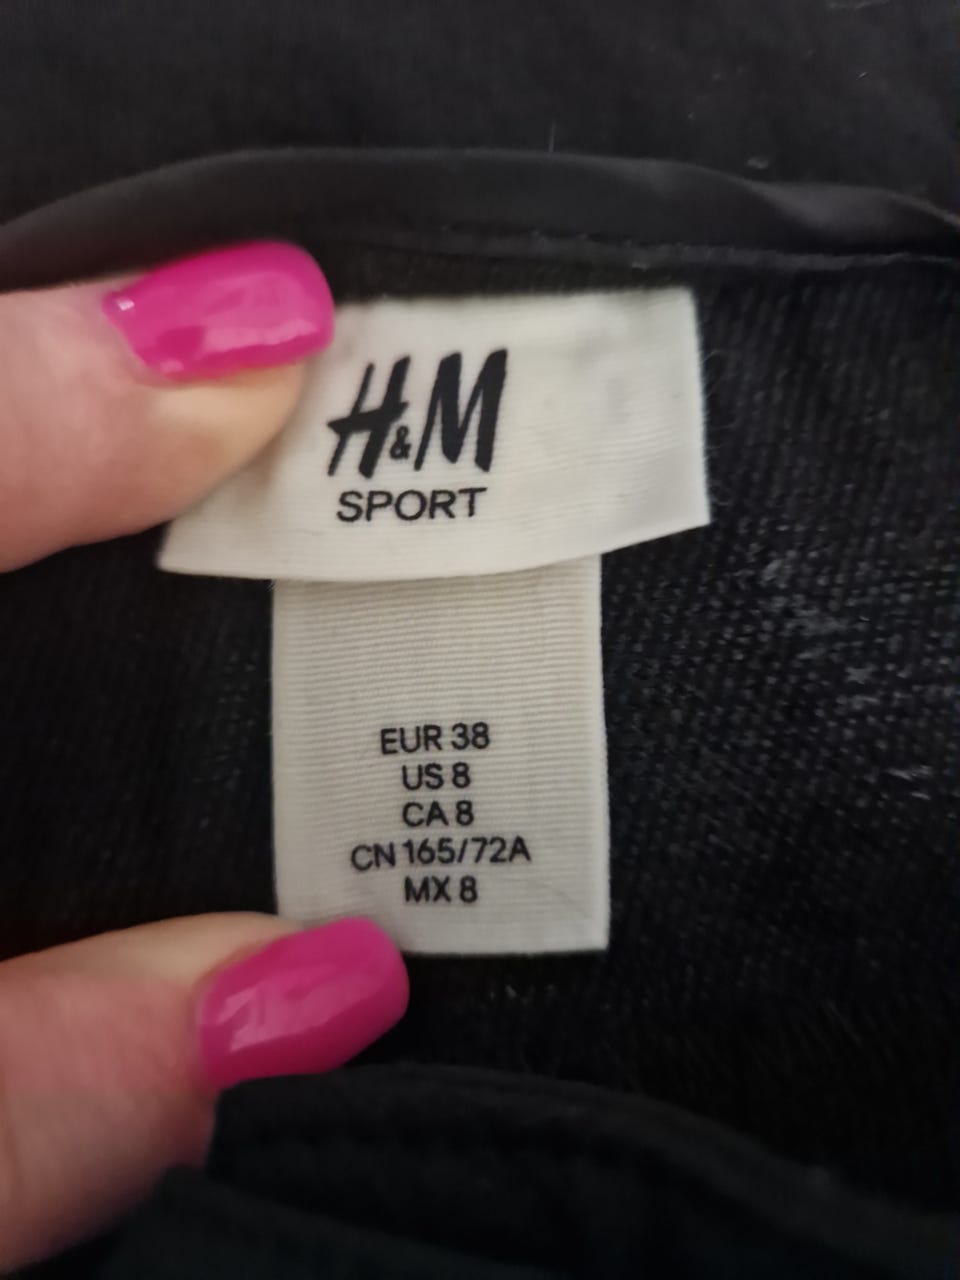 H&M
SPORT
EUR 38
US 8
CA 8
CN 165/72A
MX 8